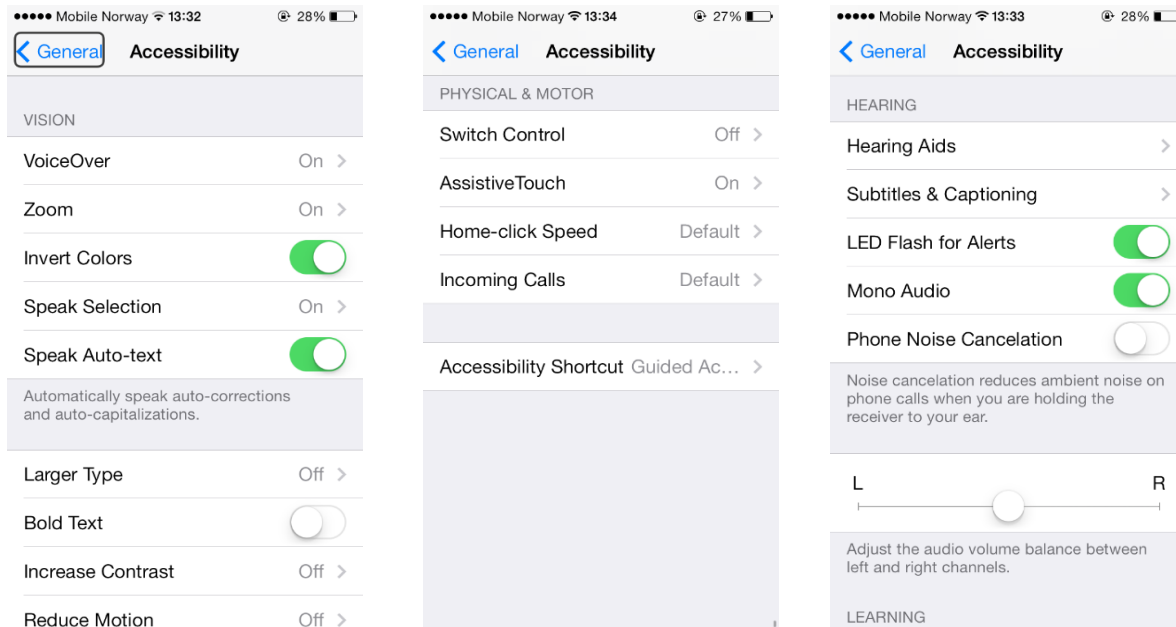 Mobile Norway 13:32 28%
General Accessibility
VISION
VoiceOver On
Zoom On
Invert Colors
Speak Selection On
Speak Auto-text
Automatically speak auto-corrections
and auto-capitalizations.
Larger Type Off
Bold Text
Increase Contrast Off
Reduce Motion Off
Mobile Norway 13:34 27%
General Accessibility
PHYSICAL & MOTOR
Switch Control Off
AssistiveTouch On
Home-click Speed Default
Incoming Calls Default
Accessibility Shortcut Guided Ac...
Mobile Norway 13:33 28%
General Accessibility
HEARING
Hearing Aids
Subtitles & Captioning
LED Flash for Alerts
Mono Audio
Phone Noise Cancelation
Noise cancelation reduces ambient noise on
phone calls when you are holding the
receiver to your ear.
L R
Adjust the audio volume balance between
left and right channels.
LEARNING